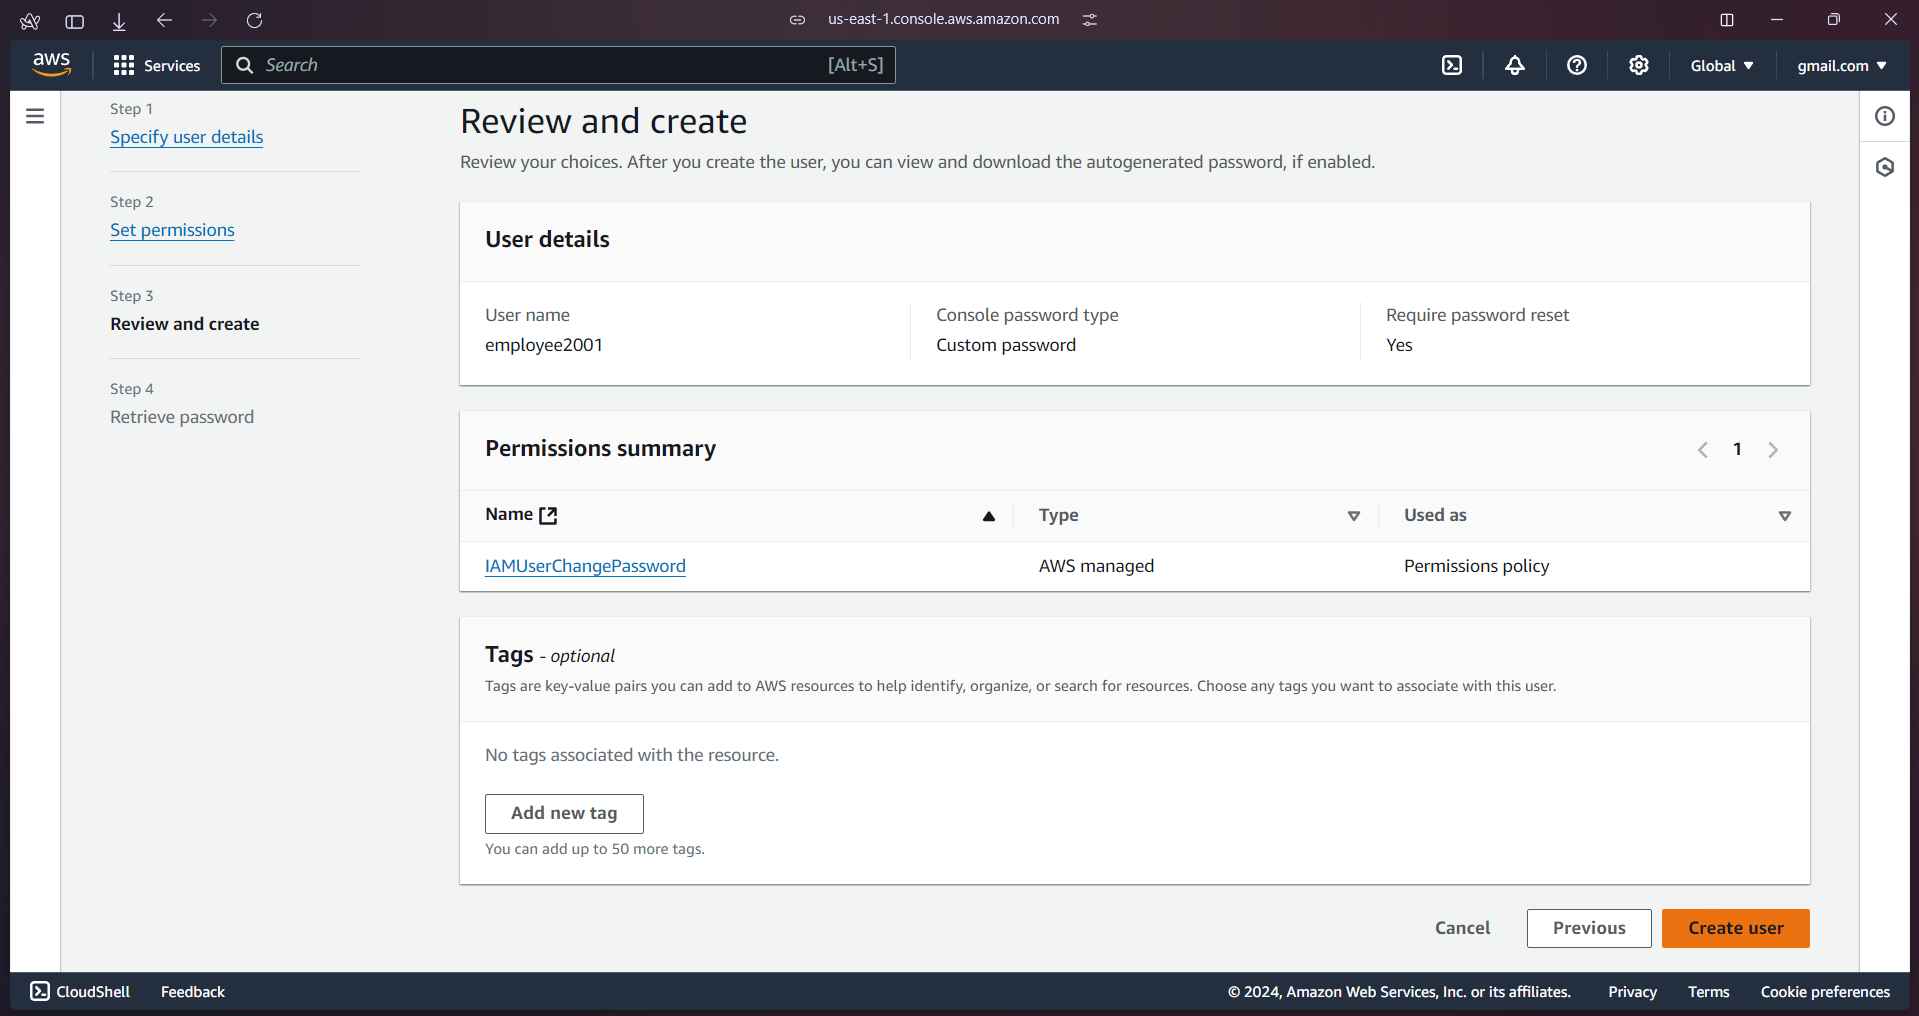 us-east-1.console.aws.amazon.com
aws
Services
Search
[Alt+S]
Global
gmail.com
Step 1
Specify user details
Step 2
Set permissions
Step 3
Review and create
Step 4
Retrieve password
Review and create
Review your choices. After you create the user, you can view and download the autogenerated password, if enabled.
User details
User name
employee2001
Console password type
Custom password
Require password reset
Yes
Permissions summary
1
Name
Type
Used as
IAMUserChangePassword
AWS managed
Permissions policy
Tags - optional
Tags are key-value pairs you can add to AWS resources to help identify, organize, or search for resources. Choose any tags you want to associate with this user.
No tags associated with the resource.
Add new tag
You can add up to 50 more tags.
Cancel
Previous
Create user
CloudShell
Feedback
© 2024, Amazon Web Services, Inc. or its affiliates.
Privacy
Terms
Cookie preferences